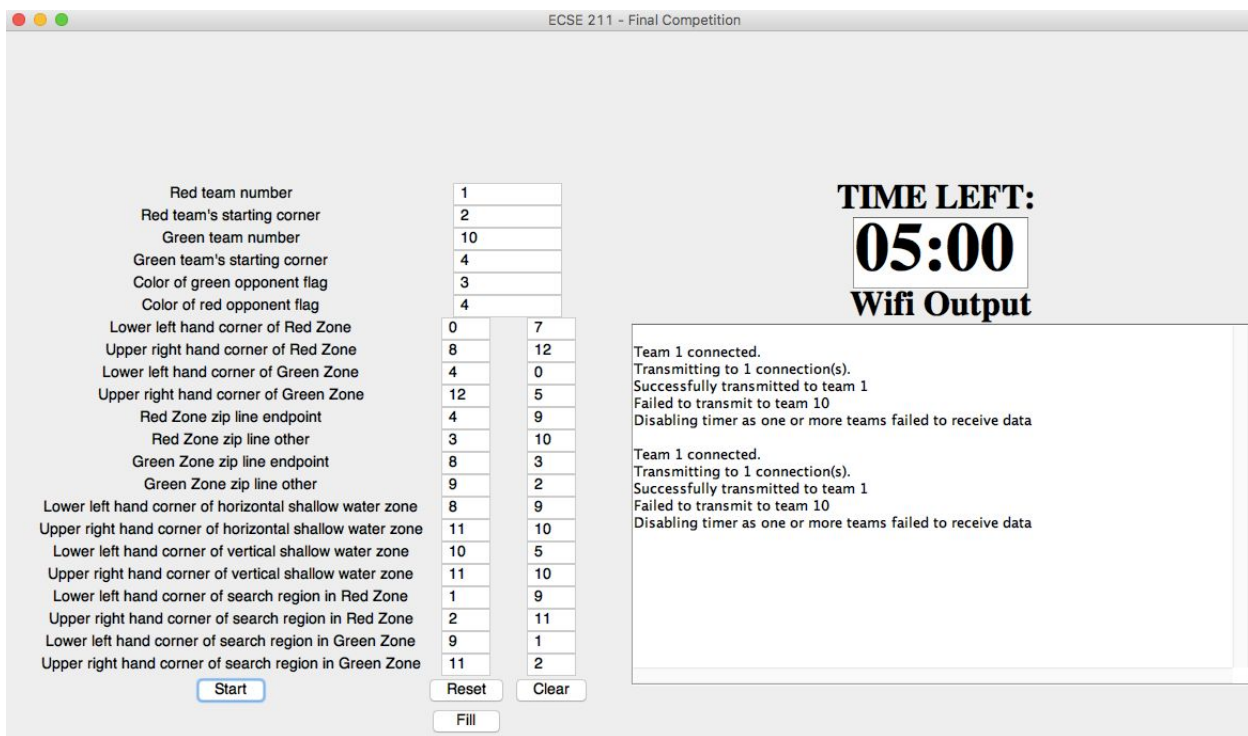 ECSE 211 - Final Competition
Red team number 1
Red team's starting corner 2
Green team number 10
Green team's starting corner 4
Color of green opponent flag 3
Color of red opponent flag 4
Lower left hand corner of Red Zone 0 7
Upper right hand corner of Red Zone 8 12
Lower left hand corner of Green Zone 4 0
Upper right hand corner of Green Zone 12 5
Red Zone zip line endpoint 4 9
Red Zone zip line other 3 10
Green Zone zip line endpoint 8 3
Green Zone zip line other 9 2
Lower left hand corner of horizontal shallow water zone 8 9
Upper right hand corner of horizontal shallow water zone 11 10
Lower left hand corner of vertical shallow water zone 10 5
Upper right hand corner of vertical shallow water zone 11 10
Lower left hand corner of search region in Red Zone 1 9
Upper right hand corner of search region in Red Zone 2 11
Lower left hand corner of search region in Green Zone 9 1
Upper right hand corner of search region in Green Zone 11 2
Start Reset Clear
Fill
TIME LEFT:
05:00
Wifi Output
Team 1 connected.
Transmitting to 1 connection(s).
Successfully transmitted to team 1
Failed to transmit to team 10
Disabling timer as one or more teams failed to receive data
Team 1 connected.
Transmitting to 1 connection(s).
Successfully transmitted to team 1
Failed to transmit to team 10
Disabling timer as one or more teams failed to receive data